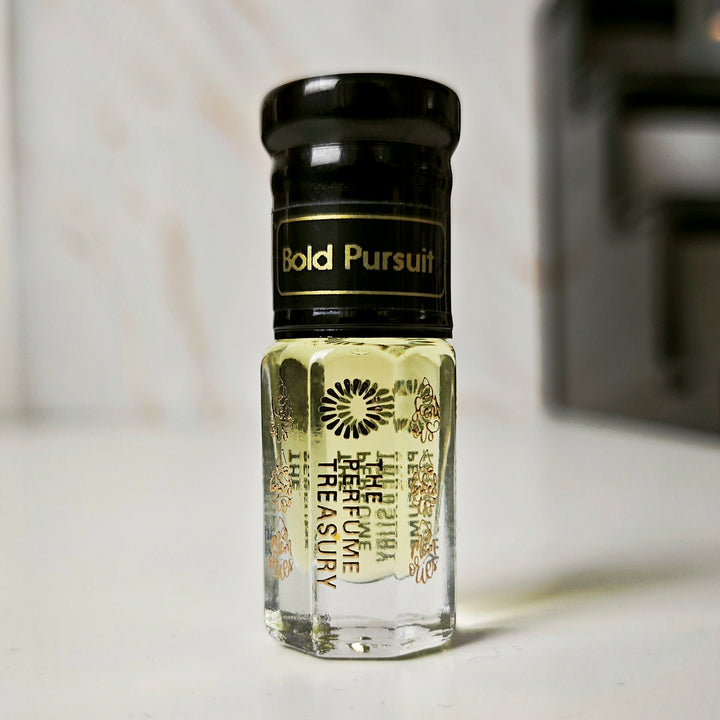 Bold Pursuit
THE
PERFUME
TREASURY